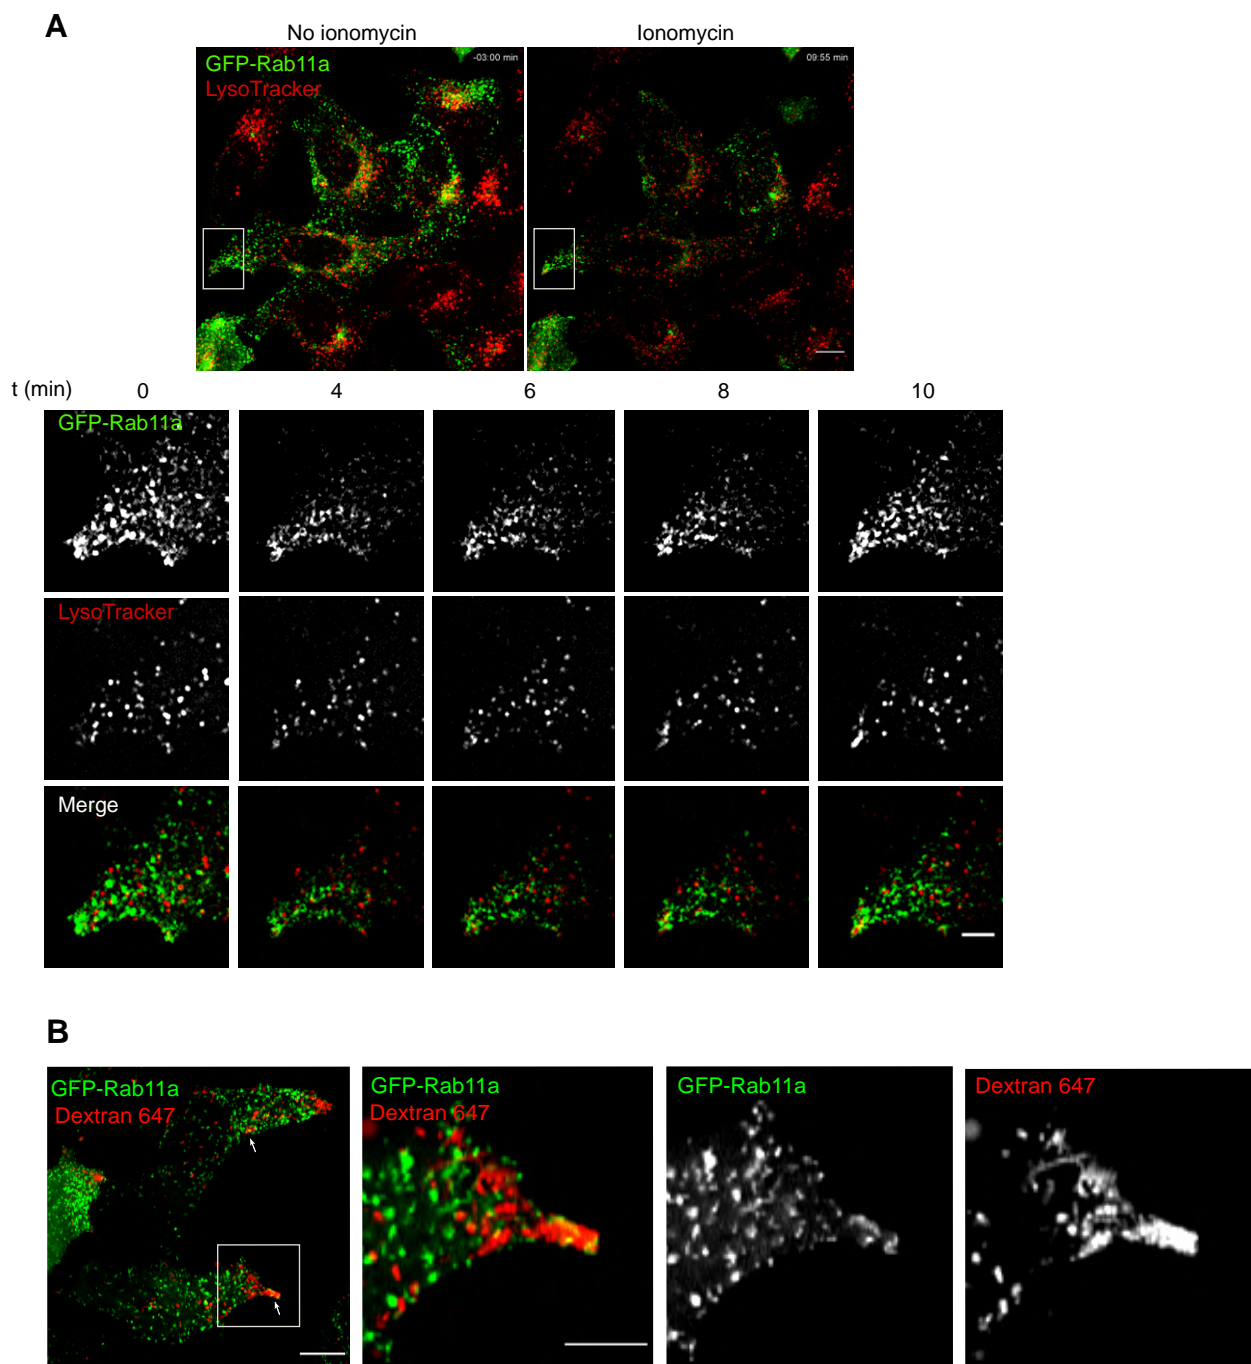 A
No ionomycin
Ionomycin
GFP-Rab11a
LysoTracker
-03:00 min
09:55 min
t (min)
0
4
6
8
10
GFP-Rab11a
LysoTracker
Merge
B
GFP-Rab11a
Dextran 647
GFP-Rab11a
Dextran 647
GFP-Rab11a
Dextran 647